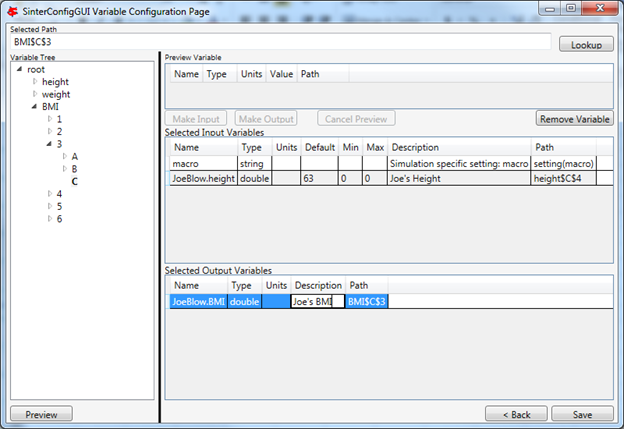 SinterConfigGUI Variable Configuration Page
Selected Path
BMI$C$3
Lookup
Variable Tree
root
height
weight
BMI
1
2
3
A
B
C
4
5
6
Preview Variable
Name Type Units Value Path
Make Input Make Output Cancel Preview Remove Variable
Selected Input Variables
Name Type Units Default Min Max Description Path
macro string Simulation specific setting: macro setting(macro)
JoeBlow.height double 63 0 0 Joe's Height height$C$4
Selected Output Variables
Name Type Units Description Path
JoeBlow.BMI double Joe's BMI BMI$C$3
Preview < Back Save